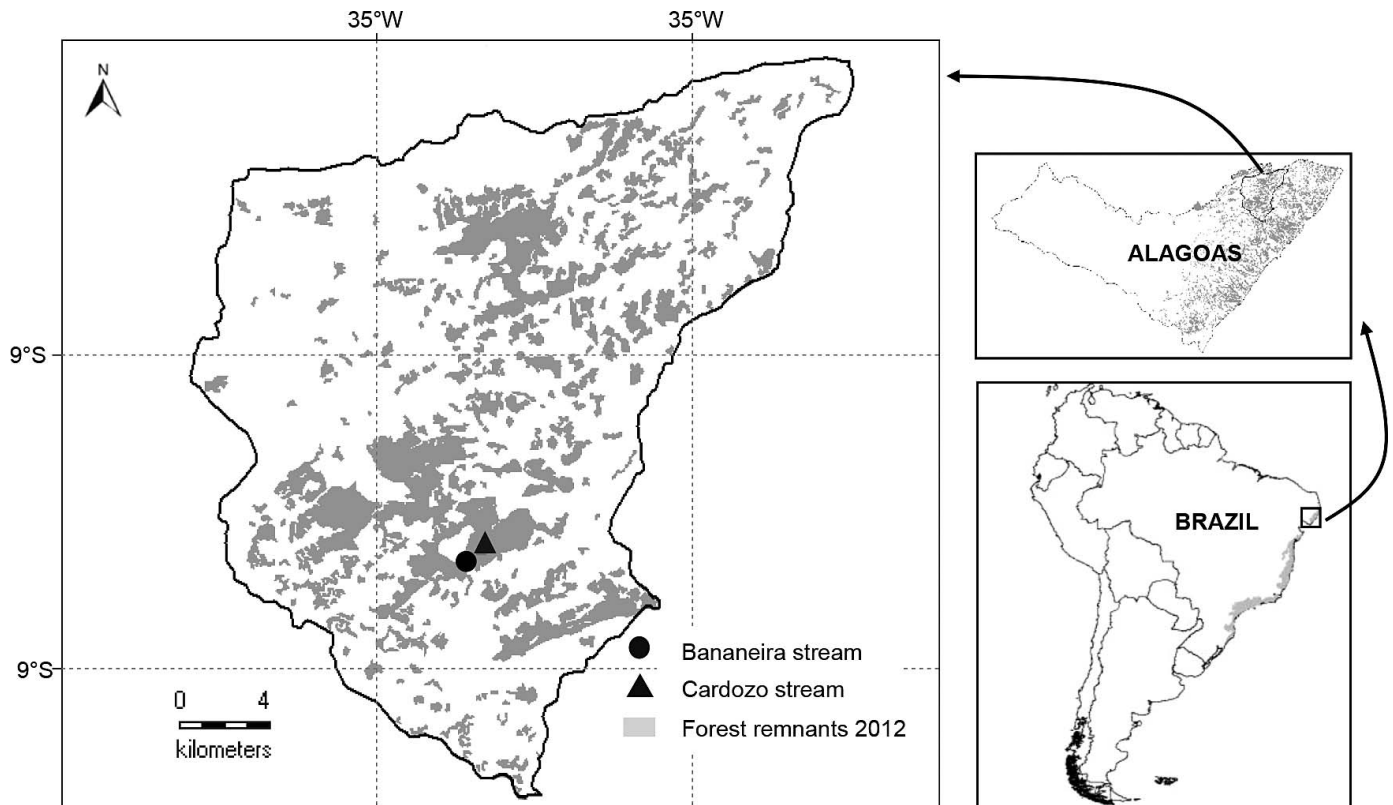 35°W 35°W
N
9°S
9°S
Bananeira stream
Cardozo stream
Forest remnants 2012
0 4
kilometers
ALAGOAS
BRAZIL